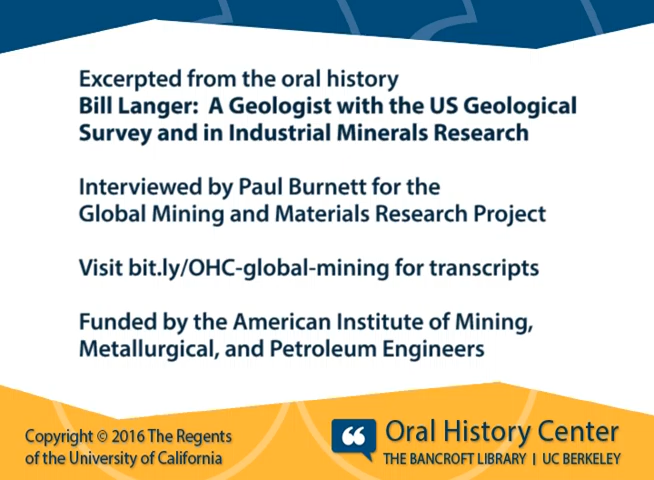 Excerpted from the oral history
Bill Langer: A Geologist with the US Geological
Survey and in Industrial Minerals Research
Interviewed by Paul Burnett for the
Global Mining and Materials Research Project
Visit bit.ly/OHC-global-mining for transcripts
Funded by the American Institute of Mining,
Metallurgical, and Petroleum Engineers
Copyright © 2016 The Regents
of the University of California
Oral History Center
THE BANCROFT LIBRARY | UC BERKELEY